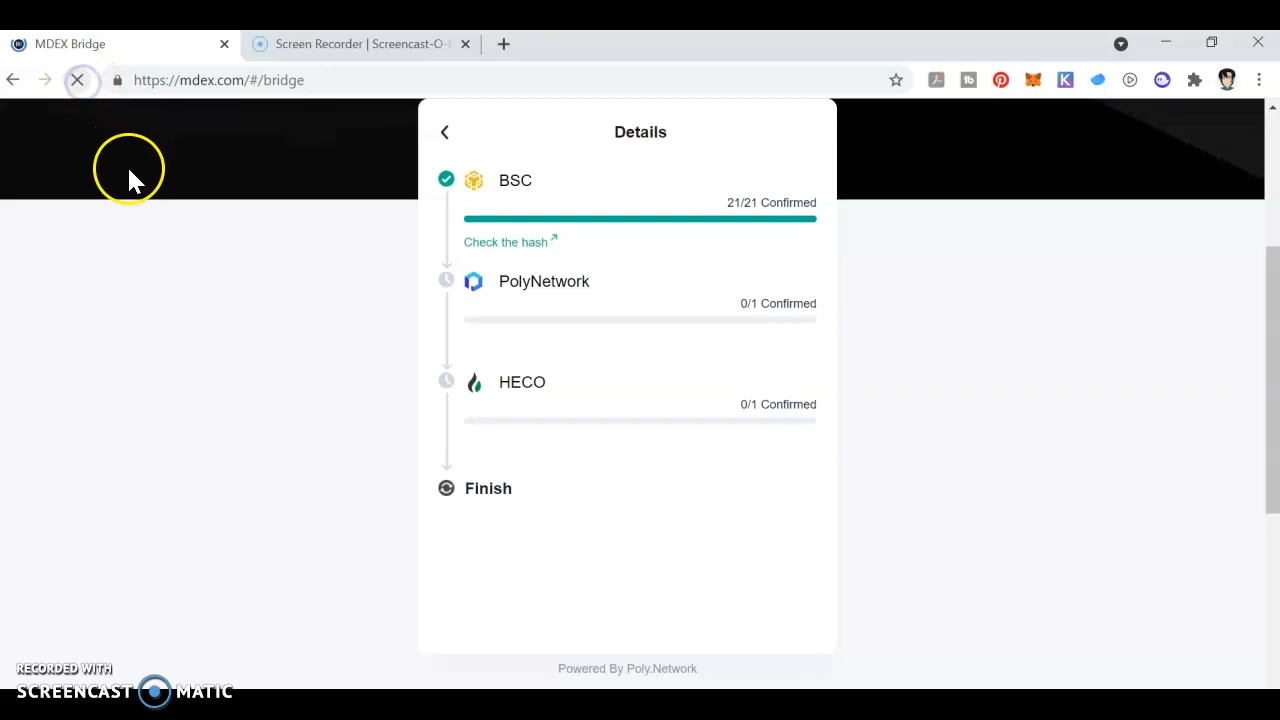 MDEX Bridge
Screen Recorder | Screencast-O-
https://mdex.com/#/bridge
Details
BSC
21/21 Confirmed
Check the hash
PolyNetwork
0/1 Confirmed
HECO
0/1 Confirmed
Finish
Powered By Poly.Network
RECORDED WITH
SCREENCAST MATIC